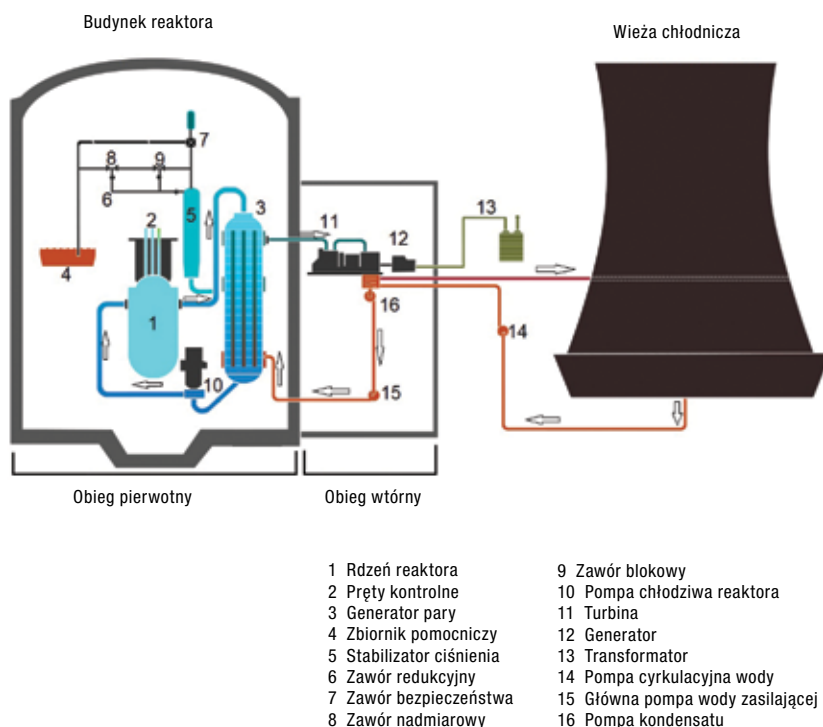 Budynek reaktora
Wieża chłodnicza
7
8
9
6
2
5
3
11
12
13
4
1
16
14
10
15
Obieg pierwotny
Obieg wtórny
1 Rdzeń reaktora
2 Pręty kontrolne
3 Generator pary
4 Zbiornik pomocniczy
5 Stabilizator ciśnienia
6 Zawór redukcyjny
7 Zawór bezpieczeństwa
8 Zawór nadmiarowy
9 Zawór blokowy
10 Pompa chłodziwa reaktora
11 Turbina
12 Generator
13 Transformator
14 Pompa cyrkulacyjna wody
15 Główna pompa wody zasilającej
16 Pompa kondensatu